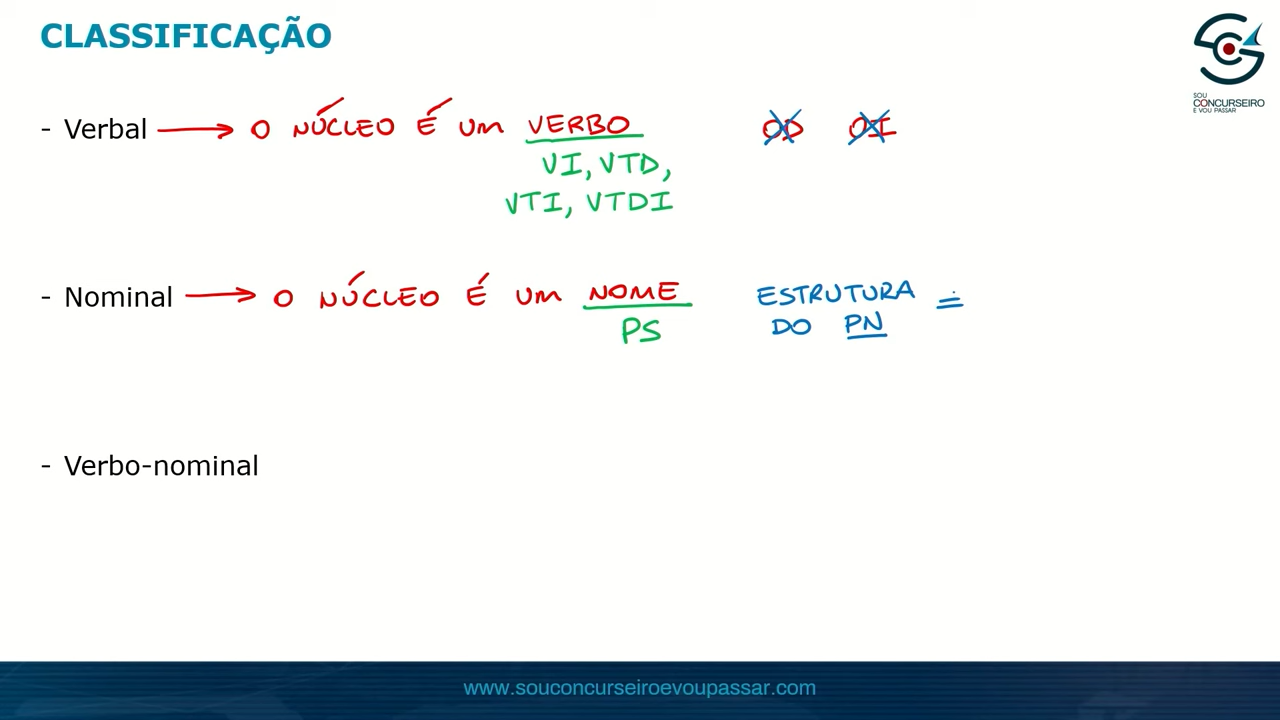 CLASSIFICAÇÃO
SOU
CONCURSEIRO
E VOU PASSAR
- Verbal → O NÚCLEO É UM VERBO OD OI
VI, VTD,
VTI, VTDI
- Nominal → O NÚCLEO É UM NOME ESTRUTURA =
PS DO PN
- Verbo-nominal
www.souconcurseiroevoupassar.com